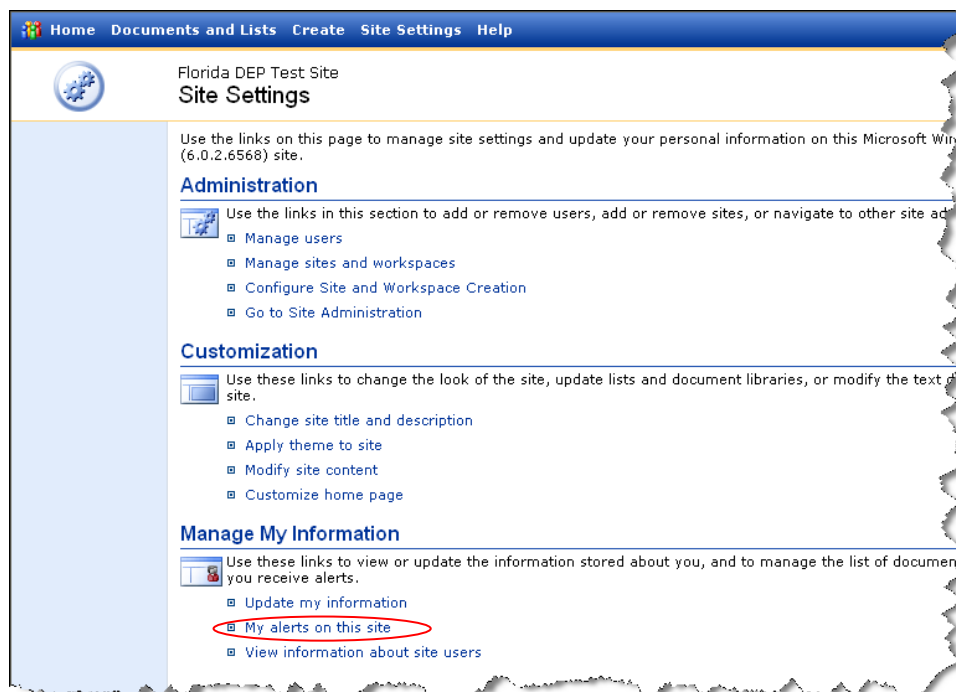 Home Documents and Lists Create Site Settings Help
Florida DEP Test Site
Site Settings
Use the links on this page to manage site settings and update your personal information on this Microsoft
(6.0.2.6568) site.
Administration
Use the links in this section to add or remove users, add or remove sites, or navigate to other site
Manage users
Manage sites and workspaces
Configure Site and Workspace Creation
Go to Site Administration
Customization
Use these links to change the look of the site, update lists and document libraries, or modify the text
site.
Change site title and description
Apply theme to site
Modify site content
Customize home page
Manage My Information
Use these links to view or update the information stored about you, and to manage the list of
you receive alerts.
Update my information
My alerts on this site
View information about site users